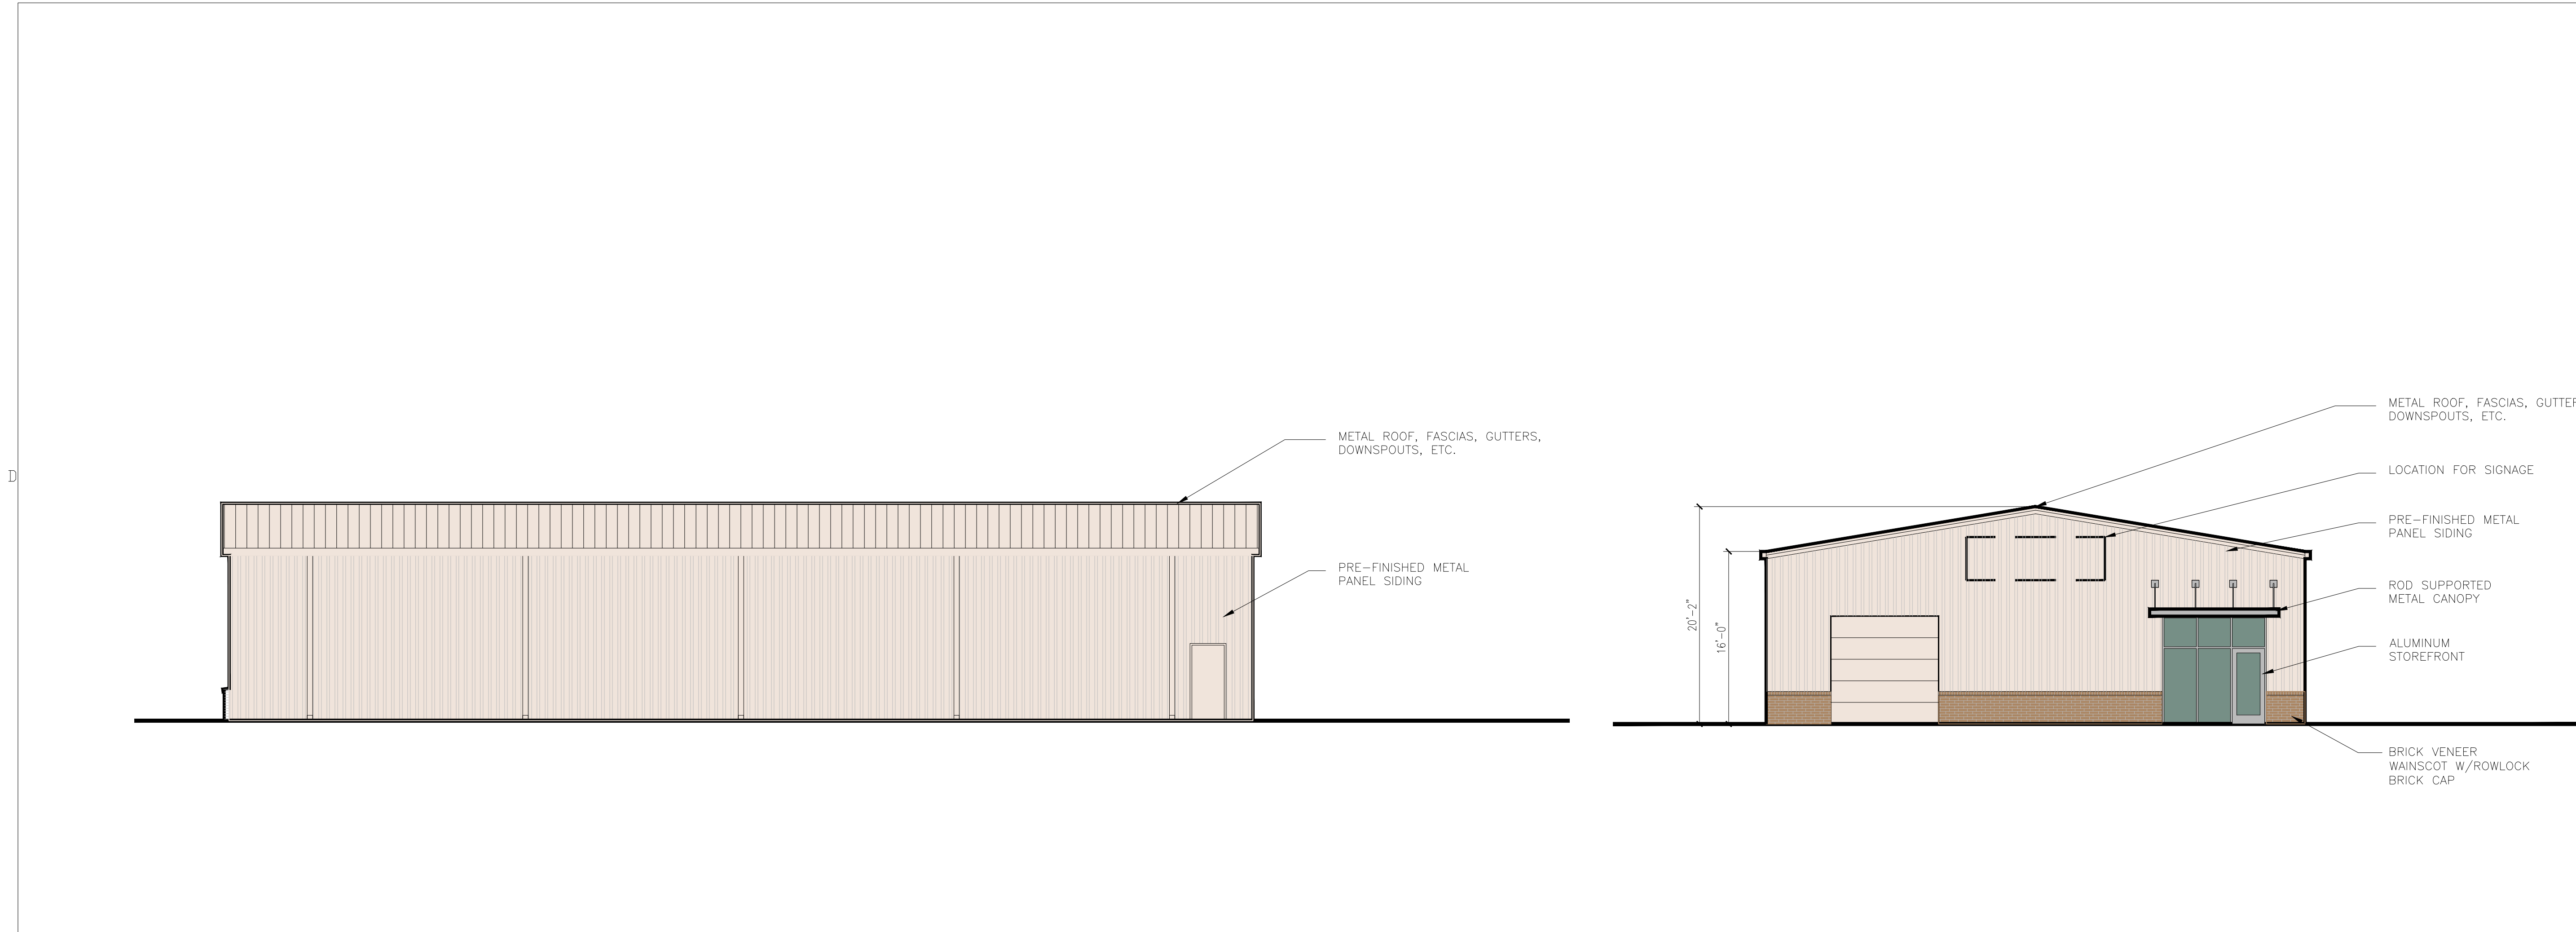 D
METAL ROOF, FASCIAS, GUTTERS,
DOWNSPOUTS, ETC.
PRE-FINISHED METAL
PANEL SIDING
20'-2"
16'-0"
METAL ROOF, FASCIAS, GUTTER
DOWNSPOUTS, ETC.
LOCATION FOR SIGNAGE
PRE-FINISHED METAL
PANEL SIDING
ROD SUPPORTED
METAL CANOPY
ALUMINUM
STOREFRONT
BRICK VENEER
WAINSCOT W/ROWLOCK
BRICK CAP